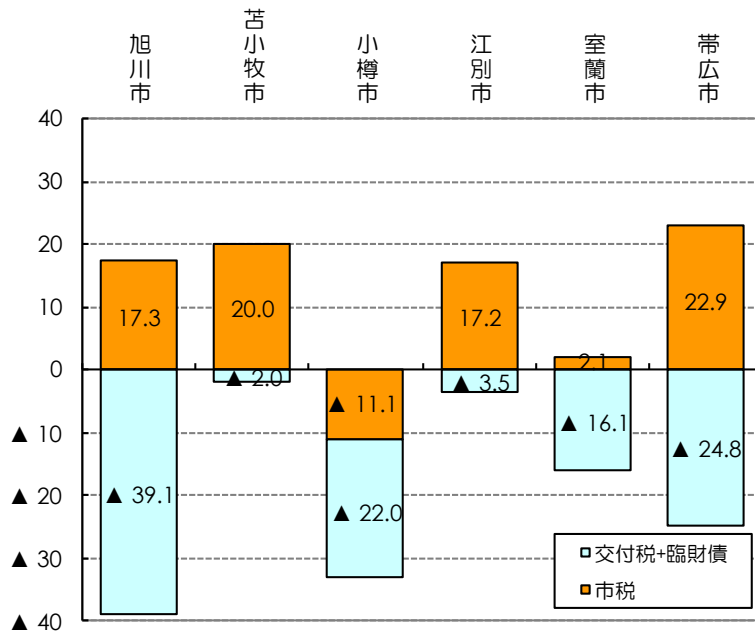 旭川市
苫小牧市
小樽市
江別市
室蘭市
帯広市
40
30
20
10
0
▲ 10
▲ 20
▲ 30
▲ 40
17.3
20.0
17.2
2.1
22.9
▲ 39.1
▲ 2.0
▲ 11.1
▲ 22.0
▲ 3.5
▲ 16.1
▲ 24.8
交付税+臨財債
市税